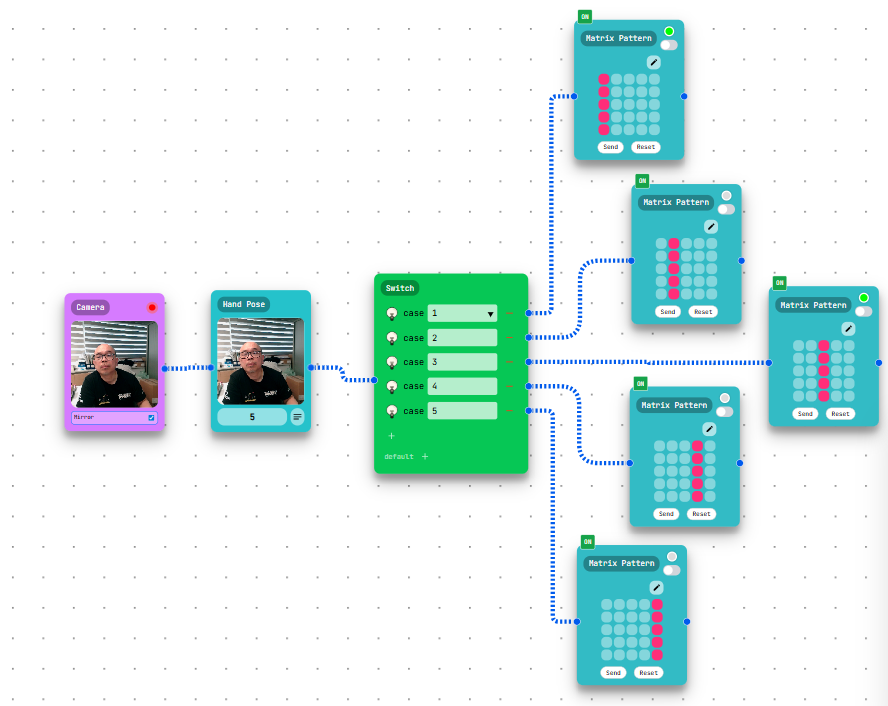 Camera
Mirror
Hand Pose
5
Switch
case 1
case 2
case 3
case 4
case 5
+
default +
ON
Matrix Pattern
Send Reset
ON
Matrix Pattern
Send Reset
ON
Matrix Pattern
Send Reset
ON
Matrix Pattern
Send Reset
ON
Matrix Pattern
Send Reset